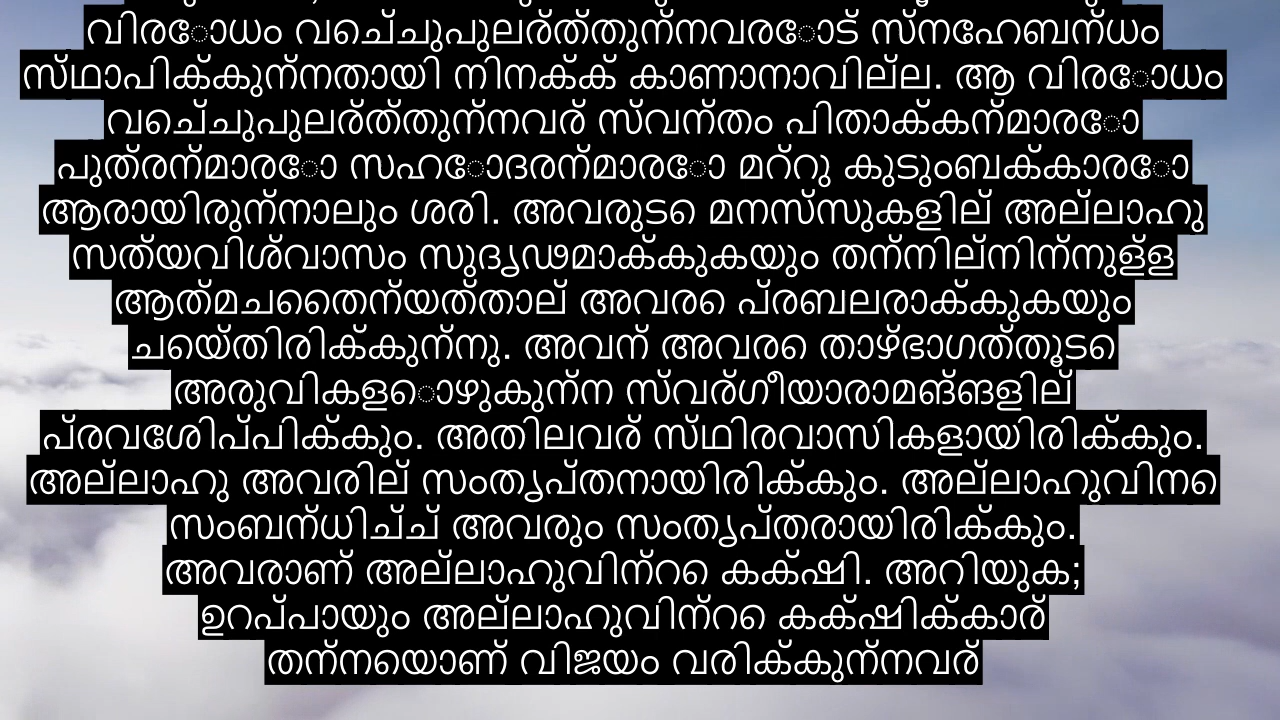 വിരോധം വെച്ചുപുലര്ത്തുന്നവരോട് സ്നേഹബന്ധം
സ്ഥാപിക്കുന്നതായി നിനക്ക് കാണാനാവില്ല. ആ വിരോധം
വെച്ചുപുലര്ത്തുന്നവര് സ്വന്തം പിതാക്കന്മാരോ
പുത്രന്മാരോ സഹോദരന്മാരോ മറ്റു കുടുംബക്കാരോ
ആരായിരുന്നാലും ശരി. അവരുടെ മനസ്സുകളില് അല്ലാഹു
സത്യവിശ്വാസം സുദൃഢമാക്കുകയും തന്നില്നിന്നുള്ള
ആത്മചൈതന്യത്താല് അവരെ പ്രബലരാക്കുകയും
ചെയ്തിരിക്കുന്നു. അവന് അവരെ താഴ്ഭാഗത്തൂടെ
അരുവികളൊഴുകുന്ന സ്വര്ഗീയാരാമങ്ങളില്
പ്രവേശിപ്പിക്കും. അതിലവര് സ്ഥിരവാസികളായിരിക്കും.
അല്ലാഹു അവരില് സംതൃപ്തനായിരിക്കും. അല്ലാഹുവിനെ
സംബന്ധിച്ച് അവരും സംതൃപ്തരായിരിക്കും.
അവരാണ് അല്ലാഹുവിന്റെ കക്ഷി. അറിയുക;
ഉറപ്പായും അല്ലാഹുവിന്റെ കക്ഷിക്കാര്
തന്നെയാണ് വിജയം വരിക്കുന്നവര്